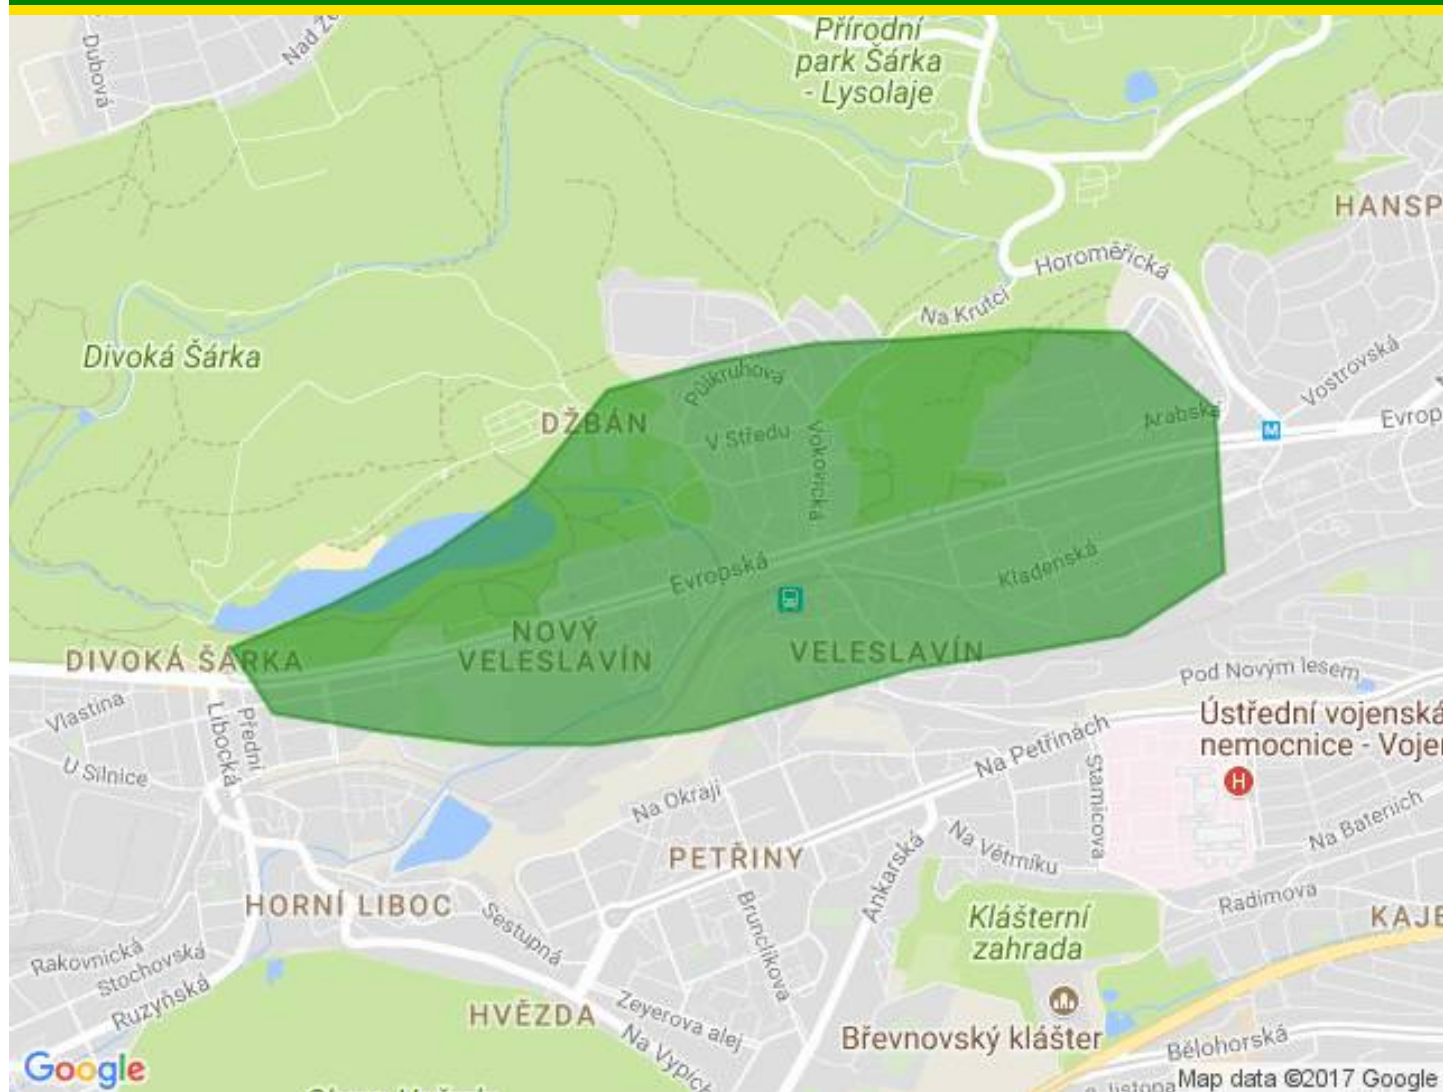 Dubová
Přírodní
park Šárka
- Lysolaje
HANSP
Horoměřická
Na Krutci
Divoká Šárka
Vostrovská
Půlkruhová
DŽBÁN
V Středu
Vokovická
Arabská
M
Evrop
Evropská
Kladenská
NOVÝ
VELESLAVÍN
VELESLAVÍN
DIVOKÁ ŠÁRKA
Pod Novým lesem
Vlastina
Libocká
Přední
Ústřední vojenská
nemocnice - Vojen
H
U Silnice
Na Petřinách
Stamicova
Na Okraji
Na Bateriích
PETŘINY
Ankarská
Na Větrníku
Radimova
HORNÍ LIBOC
Sestupná
Brunclíkova
Klášterní
zahrada
KAJE
Rakovnická
Stochovská
Ruzyňská
HVĚZDA
Zeyerova alej
Břevnovský klášter
Na Vypich
Bělohorská
Google
Map data ©2017 Google